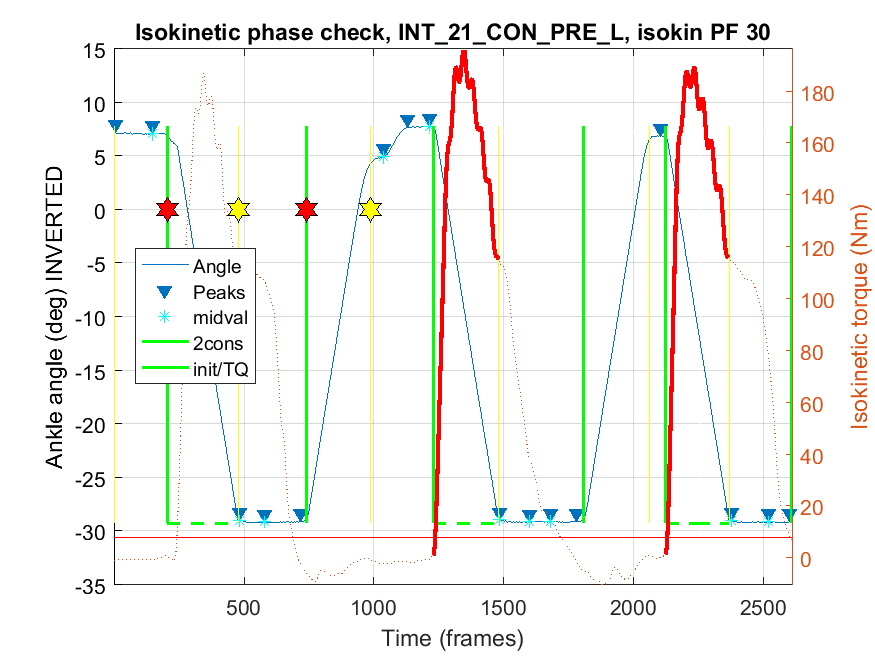 Isokinetic phase check, INT_21_CON_PRE_L, isokin PF 30
15
10
5
0
-5
-10
-15
-20
-25
-30
-35
Ankle angle (deg) INVERTED
Angle
Peaks
midval
2cons
init/TQ
180
160
140
120
100
80
60
40
20
0
Isokinetic torque (Nm)
500
1000
1500
2000
2500
Time (frames)